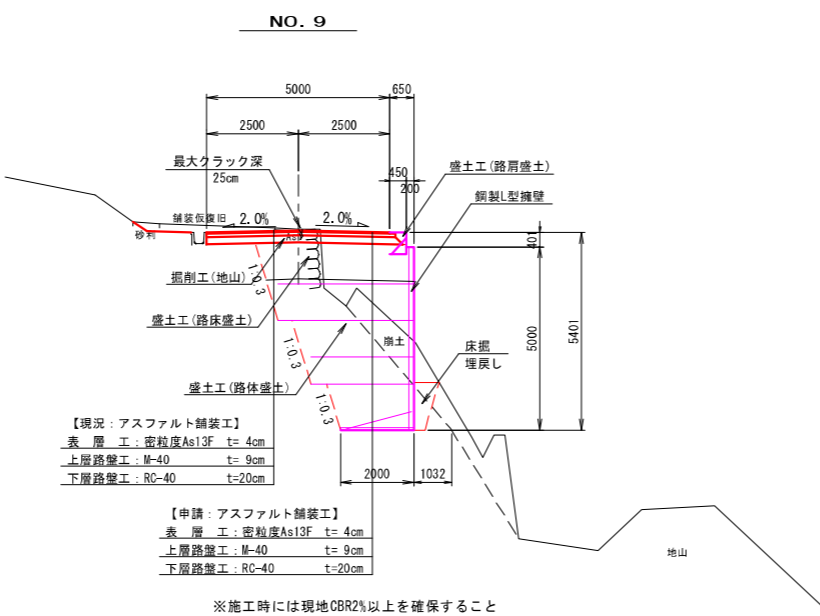 NO. 9
5000
650
2500
2500
最大クラック深
25cm
450
200
盛土工(路肩盛土)
鋼製L型擁壁
舗装仮復旧
2.0%
2.0%
砂利
As
401
掘削工(地山)
1:0.3
盛土工(路床盛土)
崩土
床掘
埋戻し
5000
5401
1:0.3
盛土工(路体盛土)
1:0.3
【現況:アスファルト舗装工】
表 層 工:密粒度As13F t= 4cm
上層路盤工:M-40 t= 9cm
下層路盤工:RC-40 t=20cm
2000
1032
【申請:アスファルト舗装工】
表 層 工:密粒度As13F t= 4cm
上層路盤工:M-40 t= 9cm
下層路盤工:RC-40 t=20cm
地山
※施工時には現地CBR2%以上を確保すること